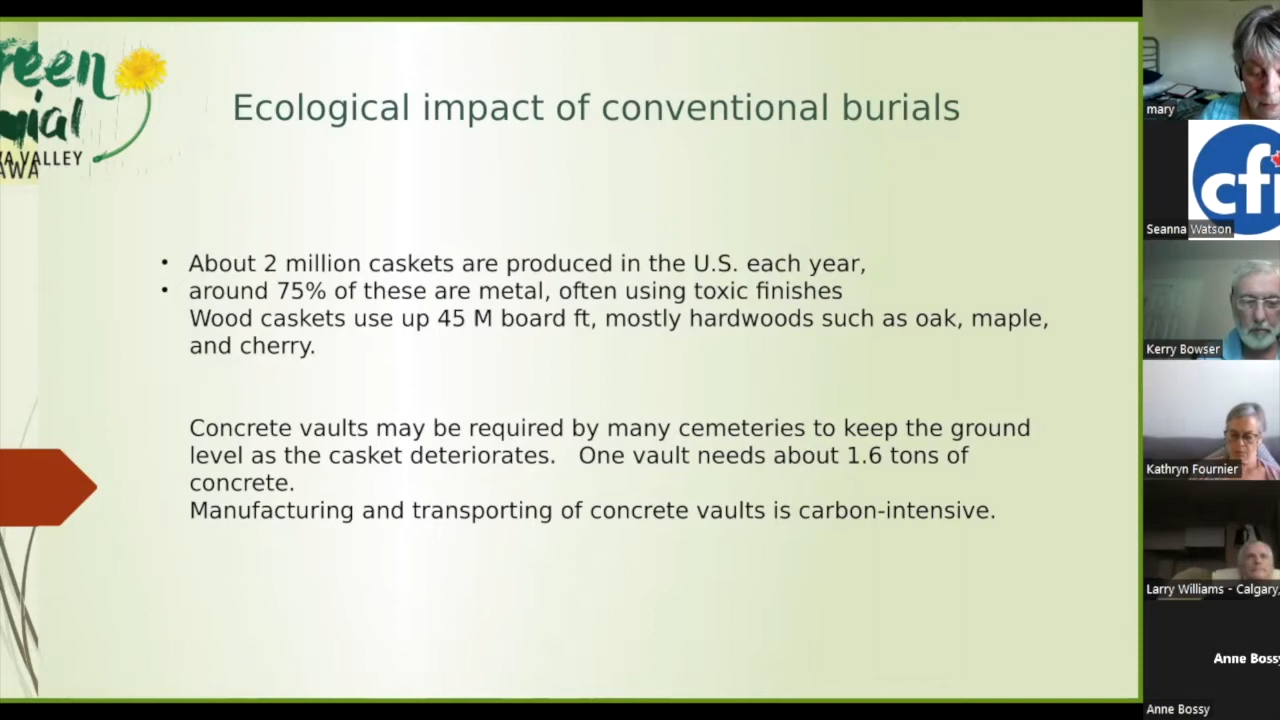 reen
VALLEY
Ecological impact of conventional burials
• About 2 million caskets are produced in the U.S. each year,
• around 75% of these are metal, often using toxic finishes
Wood caskets use up 45 M board ft, mostly hardwoods such as oak, maple,
and cherry.
Concrete vaults may be required by many cemeteries to keep the ground
level as the casket deteriorates. One vault needs about 1.6 tons of
concrete.
Manufacturing and transporting of concrete vaults is carbon-intensive.
mary
cfi
Seanna Watson
Kerry Bowser
Kathryn Fournier
Larry Williams - Calgary,
Anne Bossy
Anne Bossy